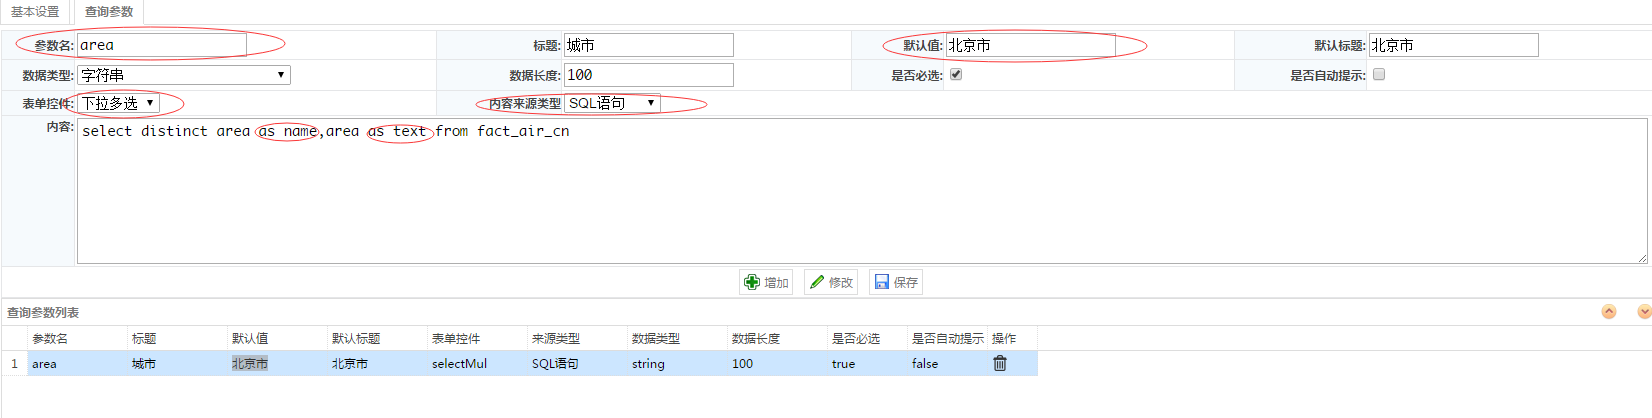 基本设置 查询参数
参数名: area 标题: 城市 默认值: 北京市 默认标题: 北京市
数据类型: 字符串 数据长度: 100 是否必选: 是否自动提示:
表单控件: 下拉多选 内容来源类型 SQL语句
内容: select distinct area as name,area as text from fact_air_cn
增加 修改 保存
查询参数列表
参数名 标题 默认值 默认标题 表单控件 来源类型 数据类型 数据长度 是否必选 是否自动提示 操作
1 area 城市 北京市 北京市 selectMul SQL语句 string 100 true false